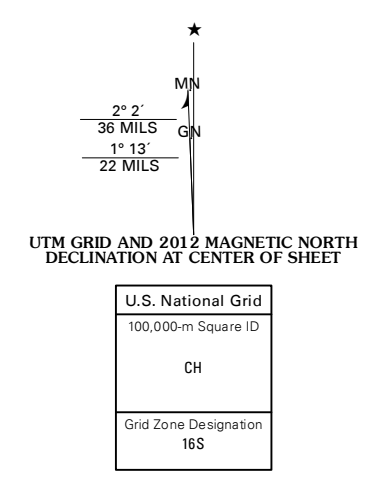 ★
MN
2° 2´
36 MILS
GN
1° 13´
22 MILS
UTM GRID AND 2012 MAGNETIC NORTH
DECLINATION AT CENTER OF SHEET
U.S. National Grid
100,000-m Square ID
CH
Grid Zone Designation
16S